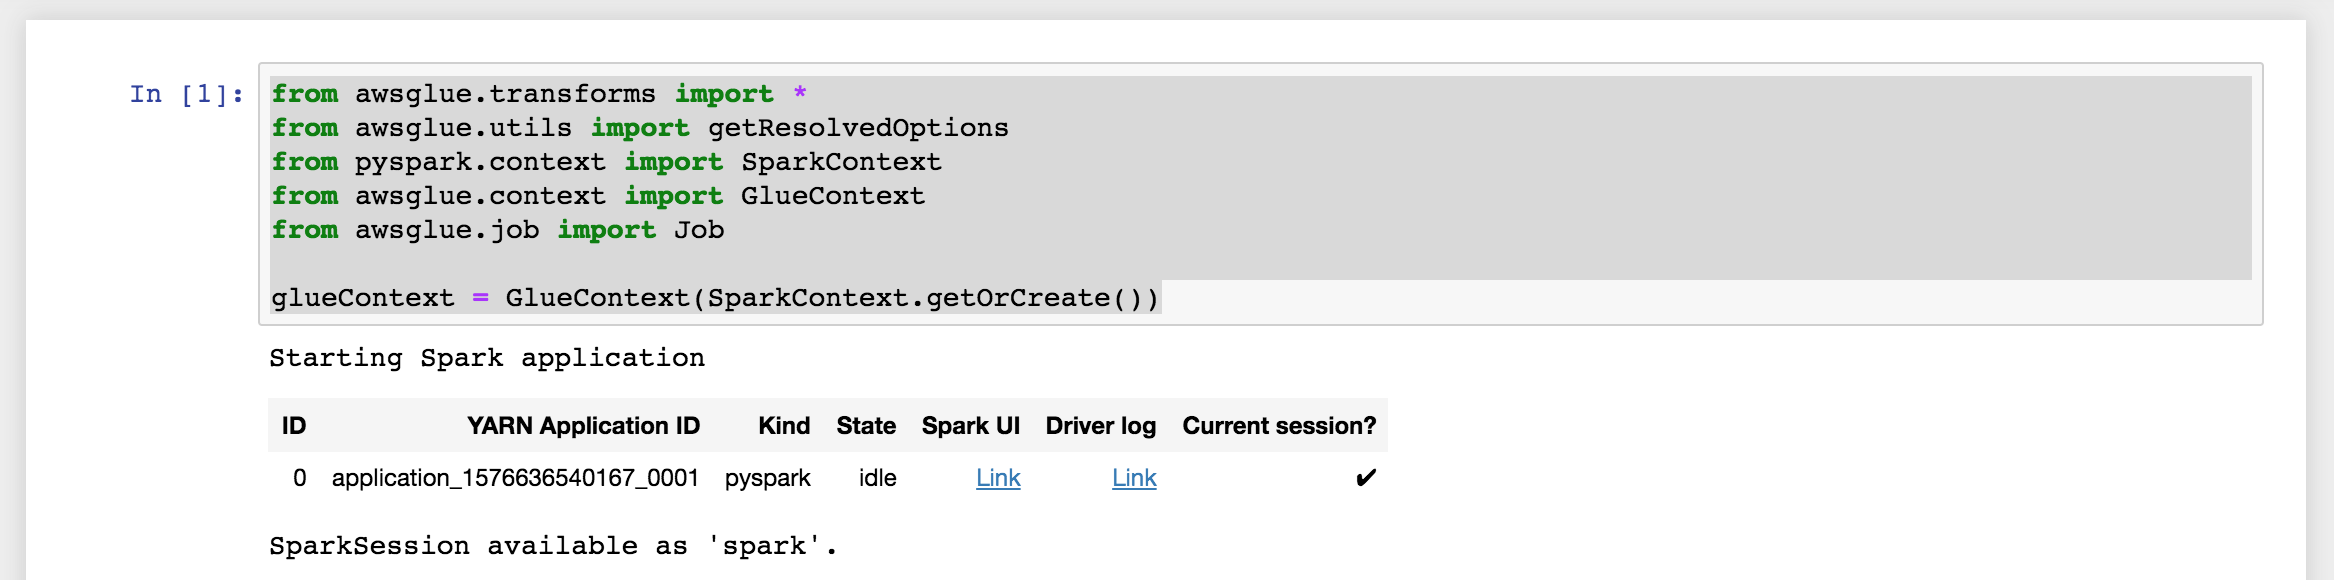 In [1]:
from awsglue.transforms import *
from awsglue.utils import getResolvedOptions
from pyspark.context import SparkContext
from awsglue.context import GlueContext
from awsglue.job import Job
glueContext = GlueContext(SparkContext.getOrCreate())
Starting Spark application
ID YARN Application ID Kind State Spark UI Driver log Current session?
0 application_1576636540167_0001 pyspark idle Link Link ✔
SparkSession available as 'spark'.